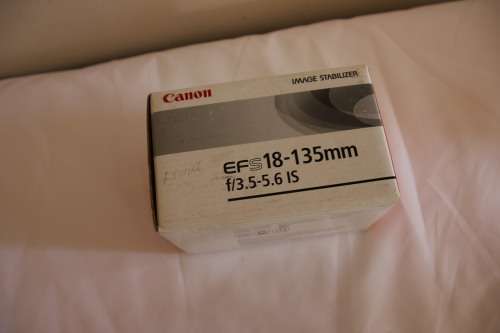 Canon
IMAGE STABILIZER
EFS18-135mm
f/3.5-5.6 IS